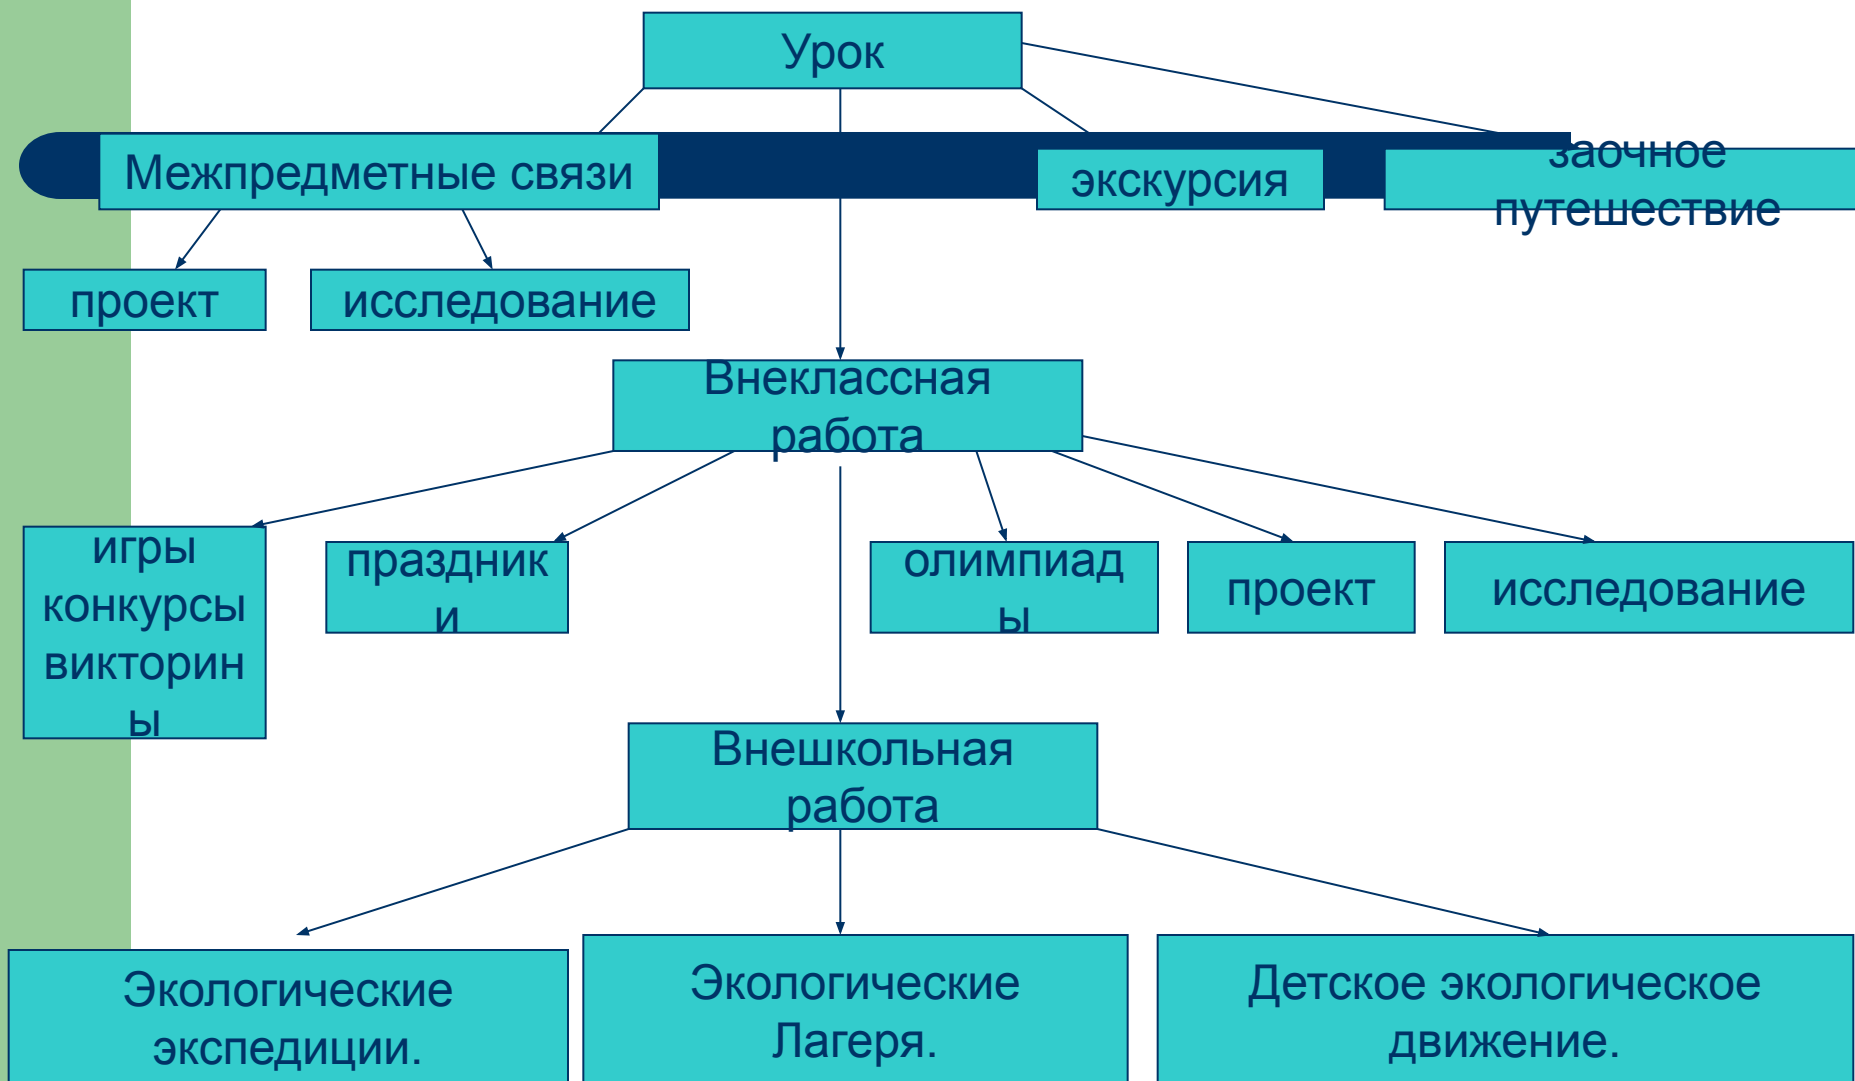 Урок
Межпредметные связи
экскурсия
заочное
путешествие
проект
исследование
Внеклассная
работа
игры
конкурсы
викторин
ы
праздник
и
олимпиад
ы
проект
исследование
Внешкольная
работа
Экологические
экспедиции.
Экологические
Лагеря.
Детское экологическое
движение.